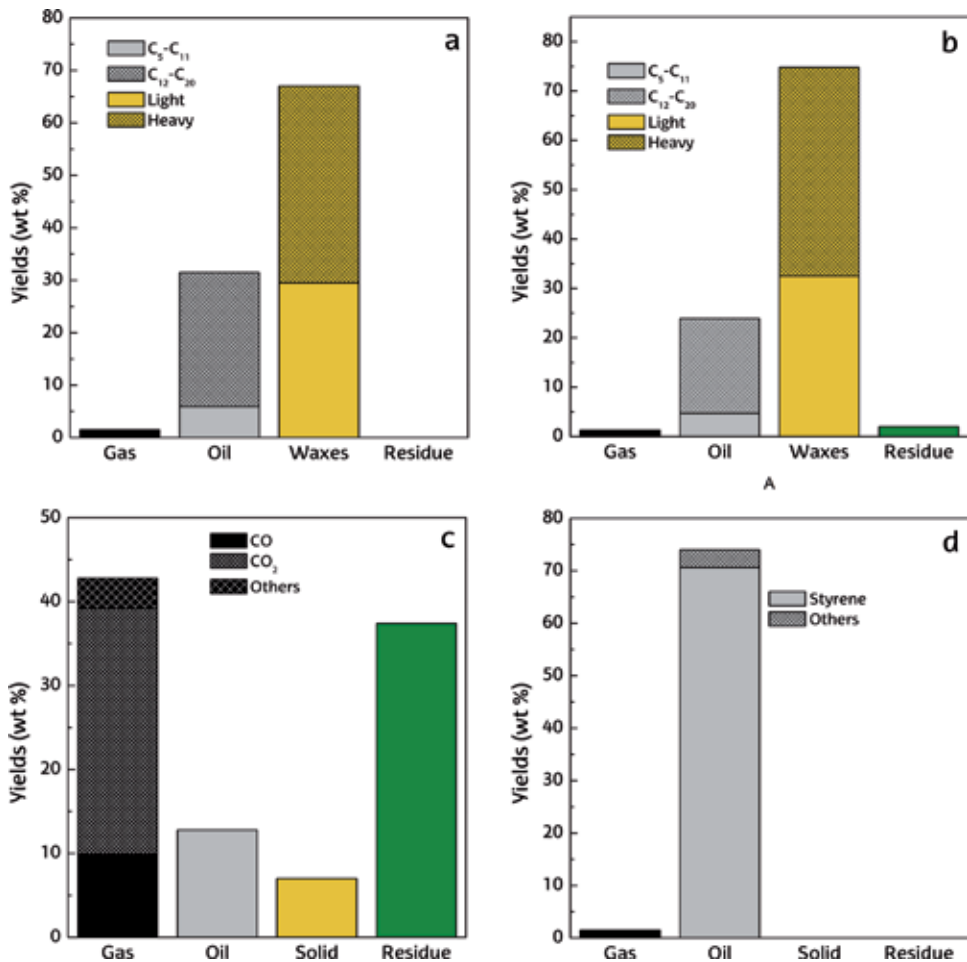 a
80
70
60
50
40
30
20
10
0
Yields (wt %)
C₅-C₁₁
C₁₂-C₂₀
Light
Heavy
Gas Oil Waxes Residue
b
80
70
60
50
40
30
20
10
0
Yields (wt %)
C₅-C₁₁
C₁₂-C₂₀
Light
Heavy
Gas Oil Waxes Residue
A
c
50
40
30
20
10
0
Yields (wt %)
CO
CO₂
Others
Gas Oil Solid Residue
d
80
70
60
50
40
30
20
10
0
Yields (wt %)
Styrene
Others
Gas Oil Solid Residue